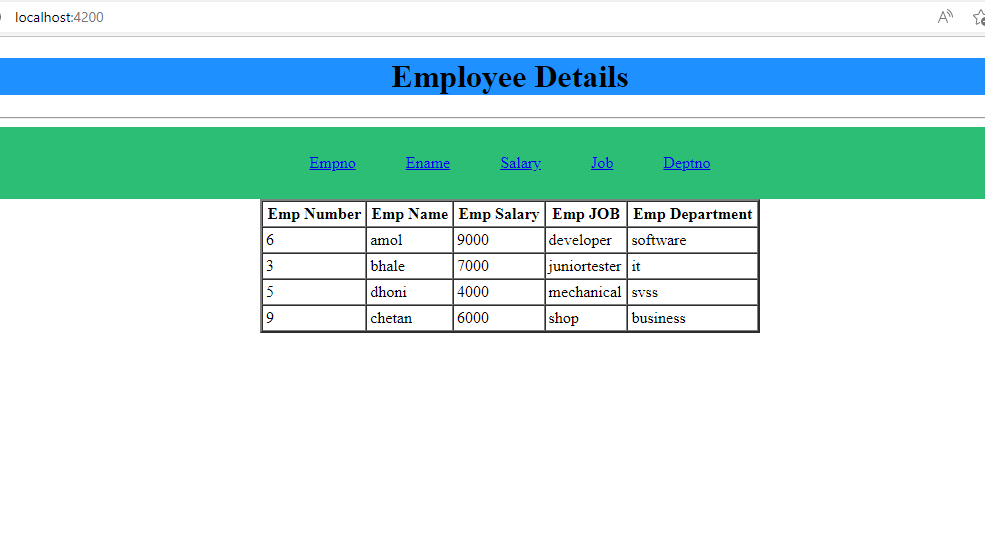 localhost:4200
Employee Details
Empno Ename Salary Job Deptno
Emp Number Emp Name Emp Salary Emp JOB Emp Department
6 amol 9000 developer software
3 bhale 7000 juniortester it
5 dhoni 4000 mechanical svss
9 chetan 6000 shop business